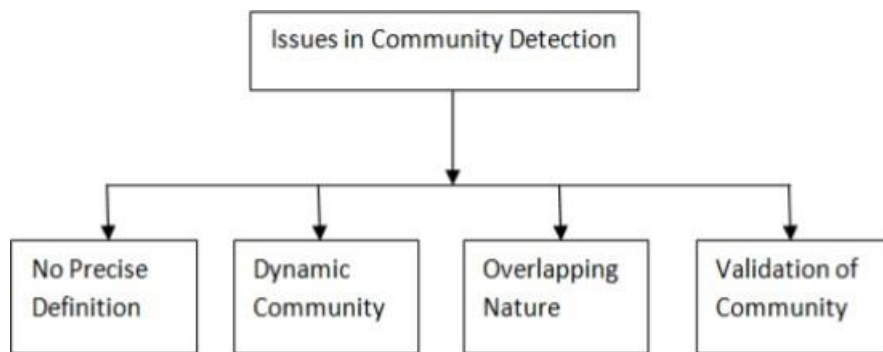 Issues in Community Detection
No Precise
Definition
Dynamic
Community
Overlapping
Nature
Validation of
Community